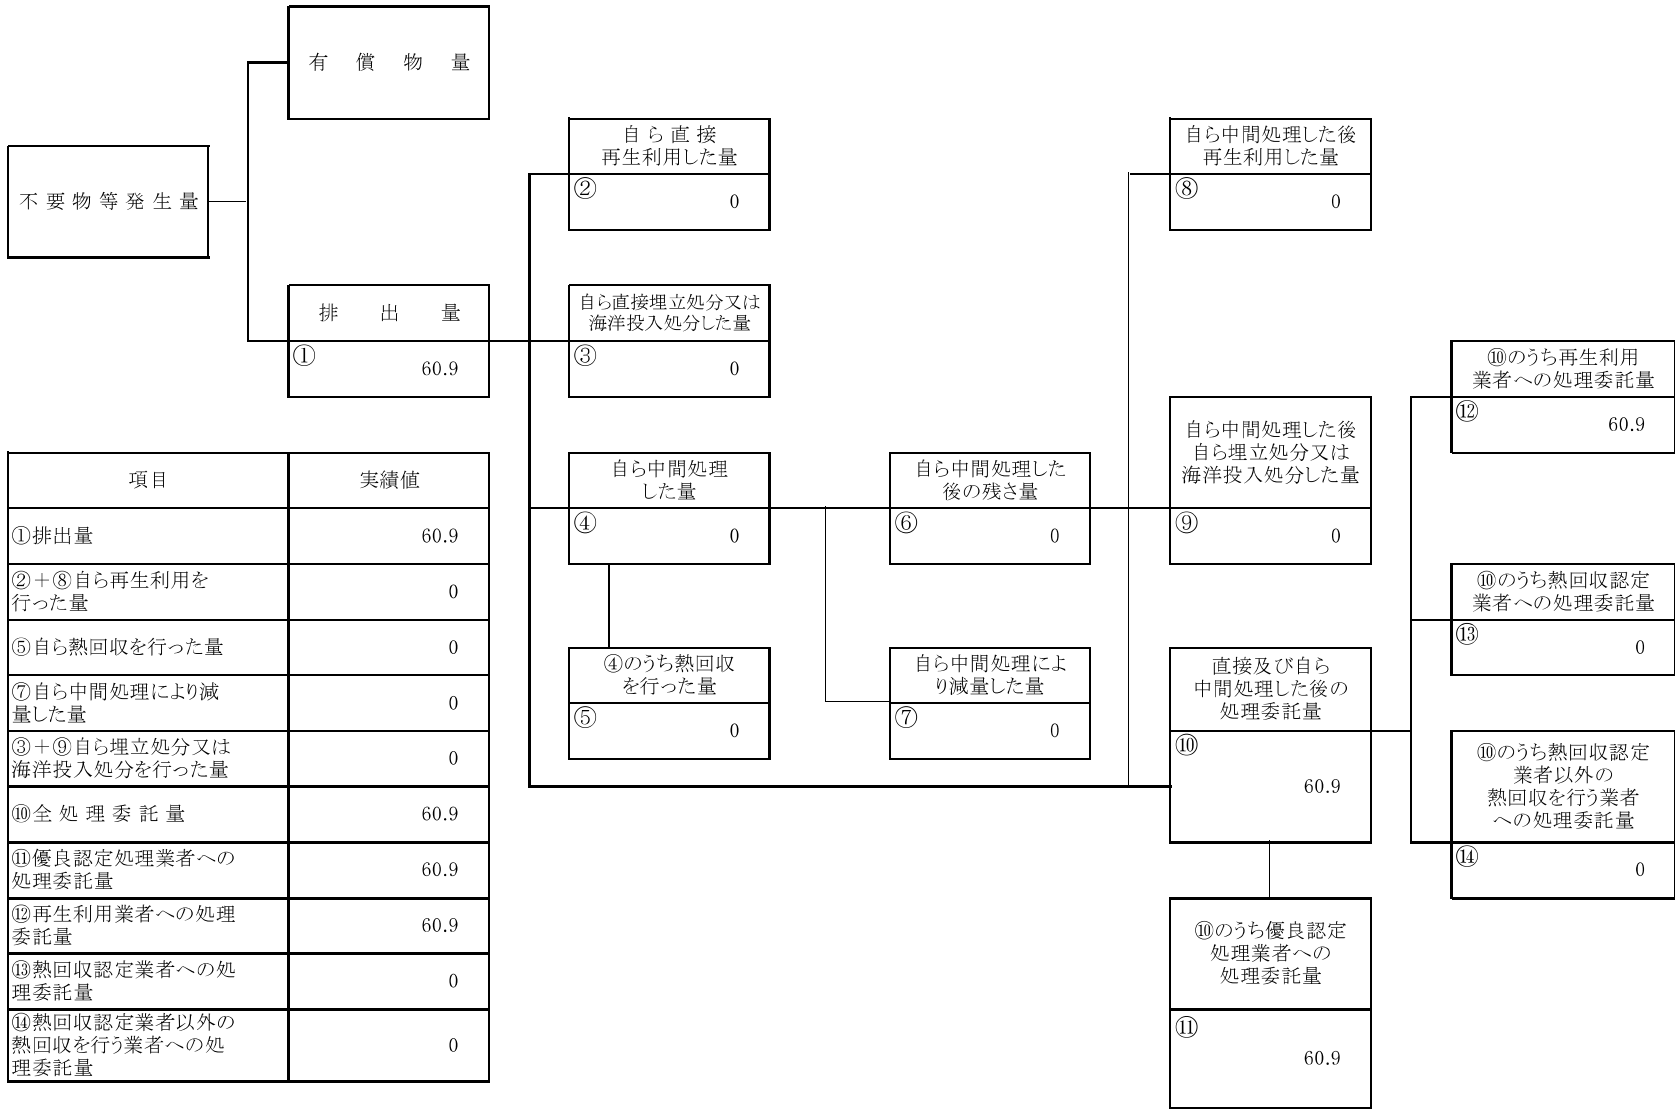 有償物量
不要物等発生量
排出量
①
60.9
自ら直接
再生利用した量
②
0
自ら直接埋立処分又は
海洋投入処分した量
③
0
自ら中間処理
した量
④
0
④のうち熱回収
を行った量
⑤
0
自ら中間処理した
後の残さ量
⑥
0
自ら中間処理によ
り減量した量
⑦
0
自ら中間処理した後
再生利用した量
⑧
0
自ら中間処理した後
自ら埋立処分又は
海洋投入処分した量
⑨
0
直接及び自ら
中間処理した後の
処理委託量
⑩
60.9
⑩のうち優良認定
処理業者への
処理委託量
⑪
60.9
⑩のうち再生利用
業者への処理委託量
⑫
60.9
⑩のうち熱回収認定
業者への処理委託量
⑬
0
⑩のうち熱回収認定
業者以外の
熱回収を行う業者
への処理委託量
⑭
0
項目 実績値
①排出量 60.9
②+⑧自ら再生利用を
行った量
0
⑤自ら熱回収を行った量 0
⑦自ら中間処理により減
量した量
0
③+⑨自ら埋立処分又は
海洋投入処分を行った量
0
⑩全処理委託量 60.9
⑪優良認定処理業者への
処理委託量
60.9
⑫再生利用業者への処理
委託量
60.9
⑬熱回収認定業者への処
理委託量
0
⑭熱回収認定業者以外の
熱回収を行う業者への処
理委託量
0